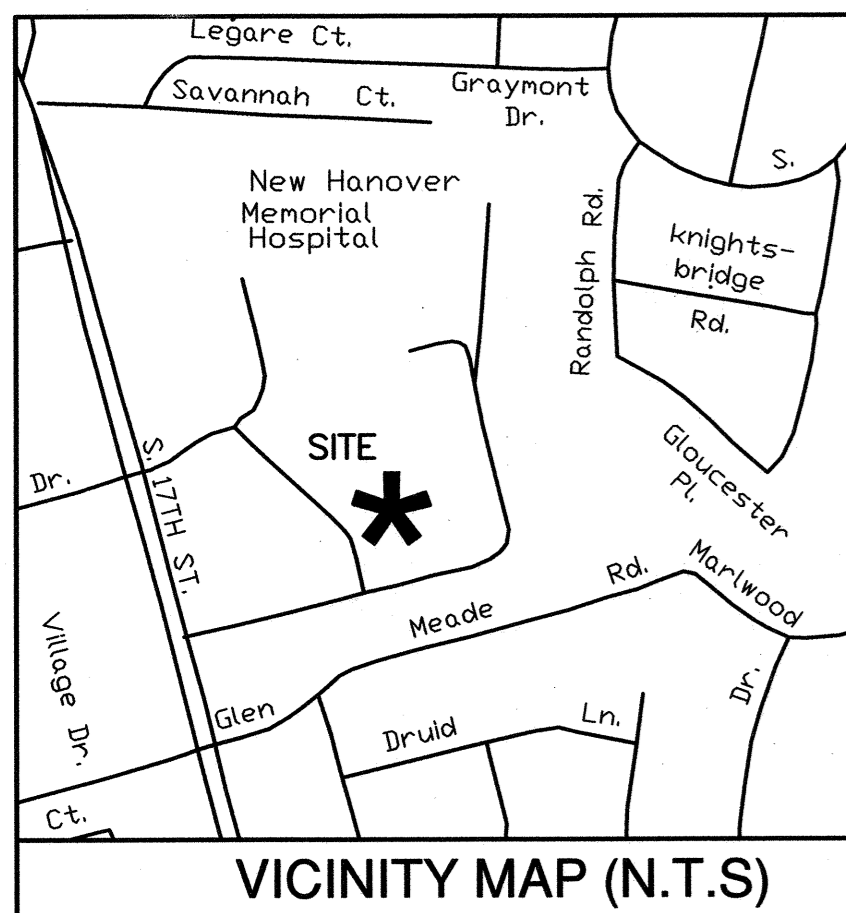 Legare Ct.
Savannah Ct.
Graymont
Dr.
S.
New Hanover
Memorial
Hospital
Randolph Rd.
knights-
bridge
Rd.
SITE
Dr.
S. 17TH ST.
Gloucester
Pl.
Marlwood
Dr.
Meade Rd.
Village Dr.
Glen
Druid Ln.
Ct.
VICINITY MAP (N.T.S)